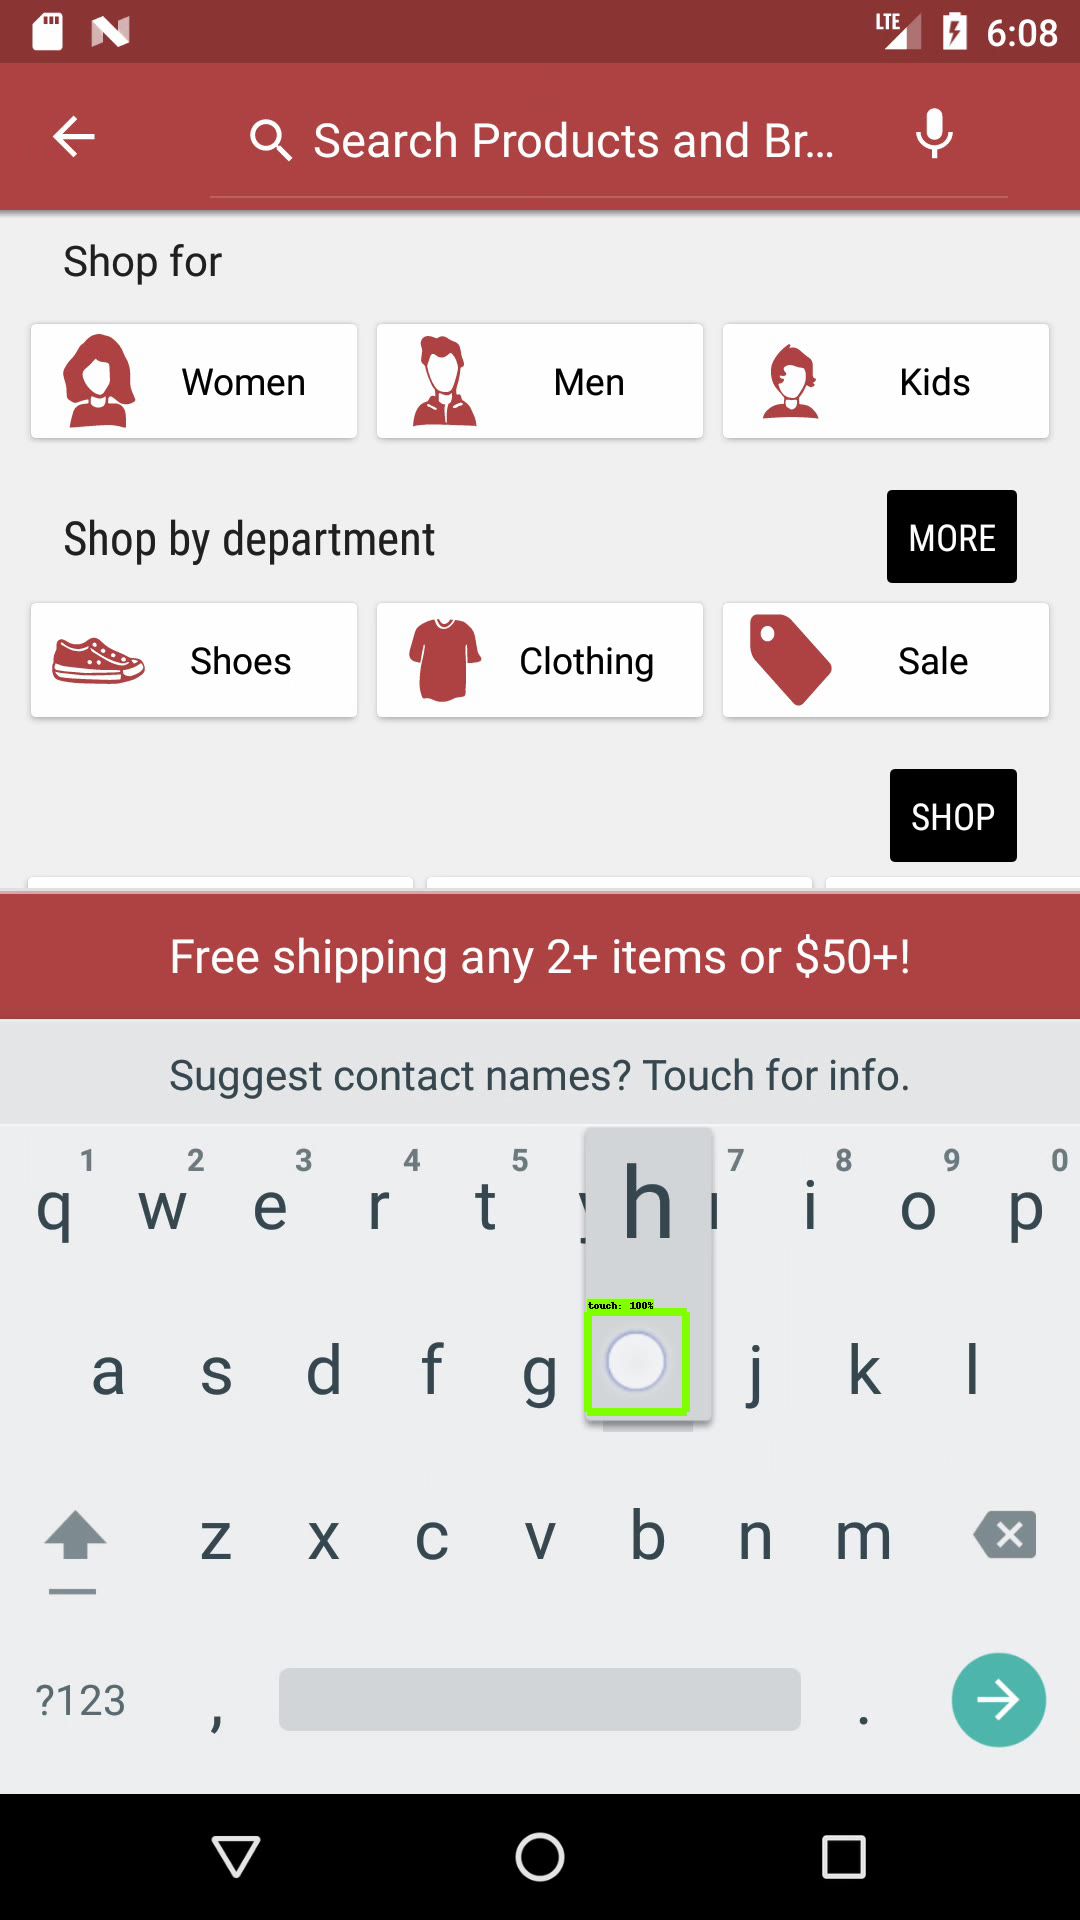 LTE 6:08
Search Products and Br...
Shop for
Women Men Kids
Shop by department MORE
Shoes Clothing Sale
SHOP
Free shipping any 2+ items or $50+!
Suggest contact names? Touch for info.
1 2 3 4 5 7 8 9 0
q w e r t h i o p
touch: 100%
a s d f g j k l
z x c v b n m
?123 , .